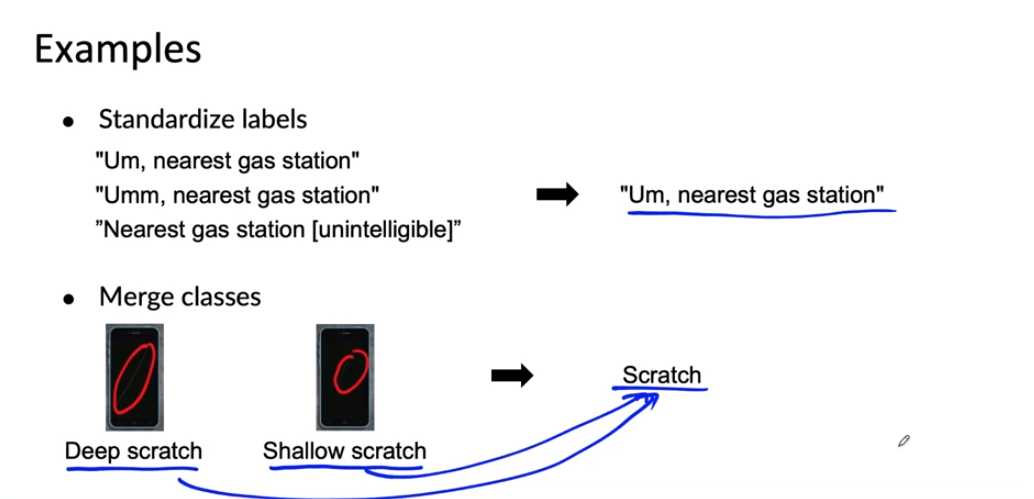 Examples
• Standardize labels
"Um, nearest gas station"
"Umm, nearest gas station"
"Um, nearest gas station"
”Nearest gas station [unintelligible]”
• Merge classes
Scratch
Deep scratch
Shallow scratch